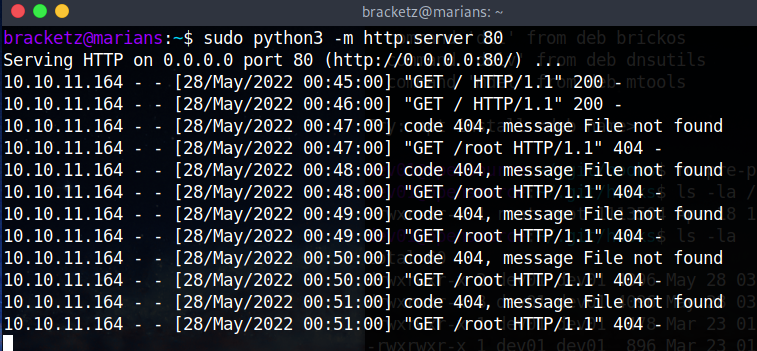 bracketz@marians: ~
bracketz@marians:~$ sudo python3 -m http.server 80
Serving HTTP on 0.0.0.0 port 80 (http://0.0.0.0:80/) ...
10.10.11.164 - - [28/May/2022 00:45:00] "GET / HTTP/1.1" 200 -
10.10.11.164 - - [28/May/2022 00:46:00] "GET / HTTP/1.1" 200 -
10.10.11.164 - - [28/May/2022 00:47:00] code 404, message File not found
10.10.11.164 - - [28/May/2022 00:47:00] "GET /root HTTP/1.1" 404 -
10.10.11.164 - - [28/May/2022 00:48:00] code 404, message File not found
10.10.11.164 - - [28/May/2022 00:48:00] "GET /root HTTP/1.1" 404 -
10.10.11.164 - - [28/May/2022 00:49:00] code 404, message File not found
10.10.11.164 - - [28/May/2022 00:49:00] "GET /root HTTP/1.1" 404 -
10.10.11.164 - - [28/May/2022 00:50:00] code 404, message File not found
10.10.11.164 - - [28/May/2022 00:50:00] "GET /root HTTP/1.1" 404 -
10.10.11.164 - - [28/May/2022 00:51:00] code 404, message File not found
10.10.11.164 - - [28/May/2022 00:51:00] "GET /root HTTP/1.1" 404 -
-rwxrwxr-x 1 dev01 dev01 896 Mar 23 01